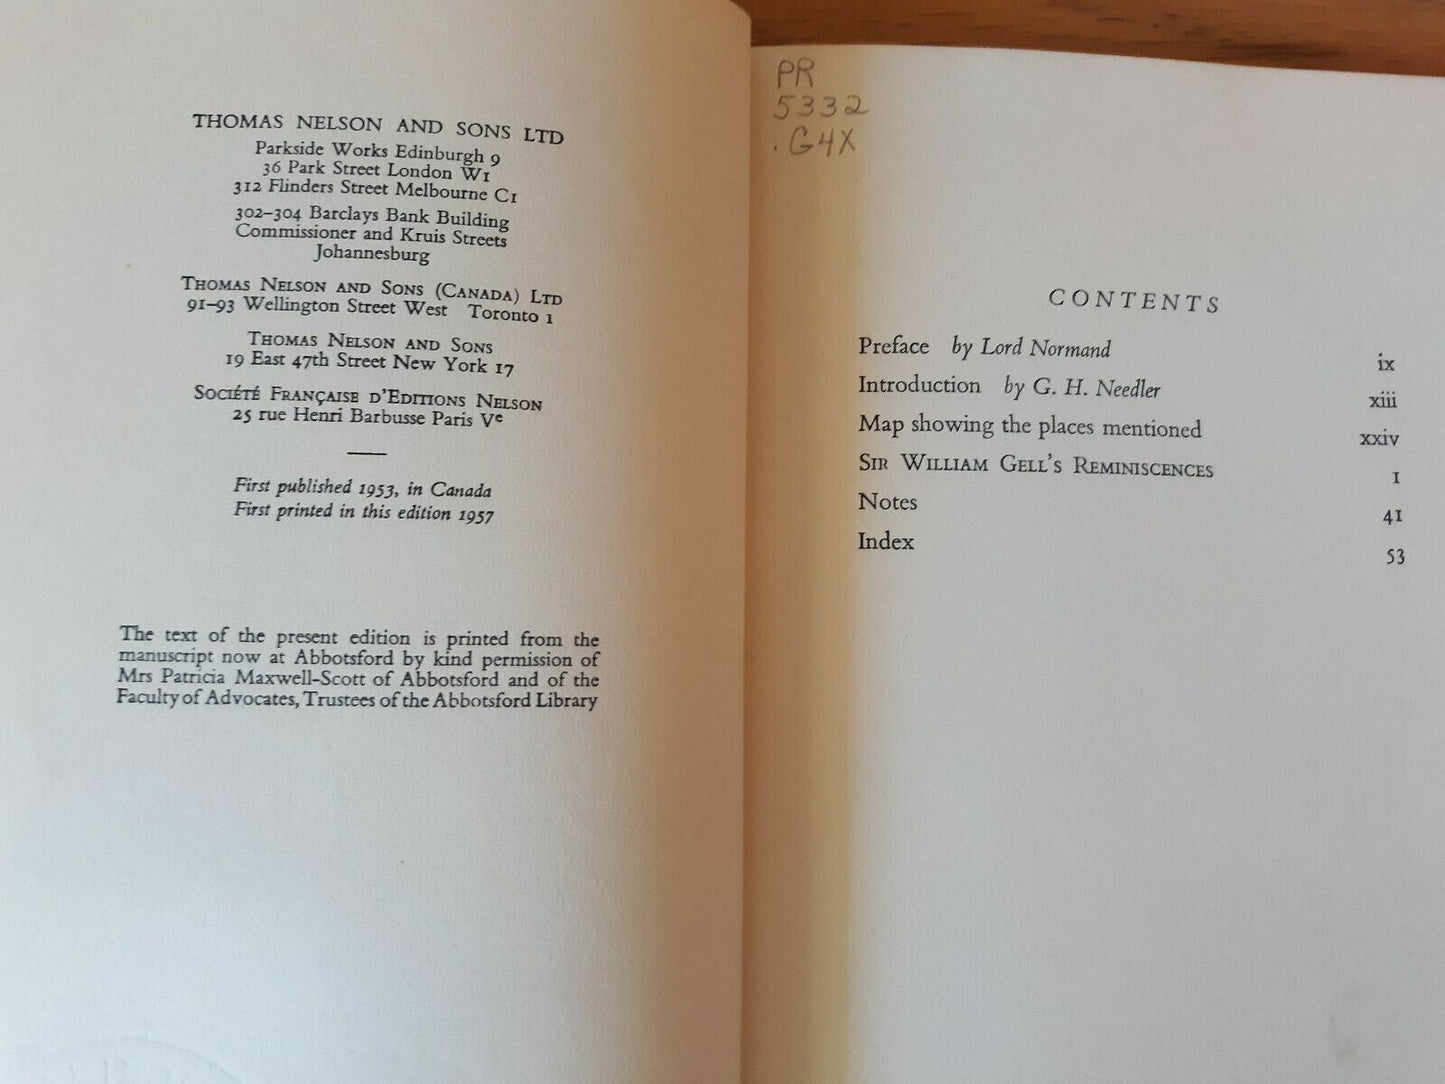 THOMAS NELSON AND SONS LTD
Parkside Works Edinburgh 9
36 Park Street London W1
312 Flinders Street Melbourne C1
302–304 Barclays Bank Building
Commissioner and Kruis Streets
Johannesburg
THOMAS NELSON AND SONS (CANADA) LTD
91–93 Wellington Street West Toronto 1
THOMAS NELSON AND SONS
19 East 47th Street New York 17
SOCIÉTÉ FRANÇAISE D'EDITIONS NELSON
25 rue Henri Barbusse Paris Vᵉ
First published 1953, in Canada
First printed in this edition 1957
The text of the present edition is printed from the
manuscript now at Abbotsford by kind permission of
Mrs Patricia Maxwell-Scott of Abbotsford and of the
Faculty of Advocates, Trustees of the Abbotsford Library
PR
5332
.G4X
CONTENTS
Preface by Lord Normand ix
Introduction by G. H. Needler xiii
Map showing the places mentioned xxiv
SIR WILLIAM GELL'S REMINISCENCES 1
Notes 41
Index 53